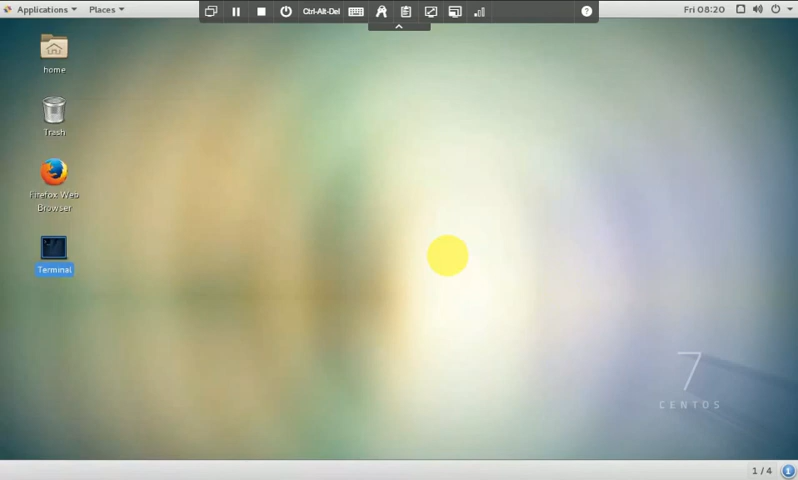 Applications Places Ctrl-Alt-Del ? Fri 08:20
home
Trash
Firefox Web
Browser
Terminal
7
CENTOS
1 / 4